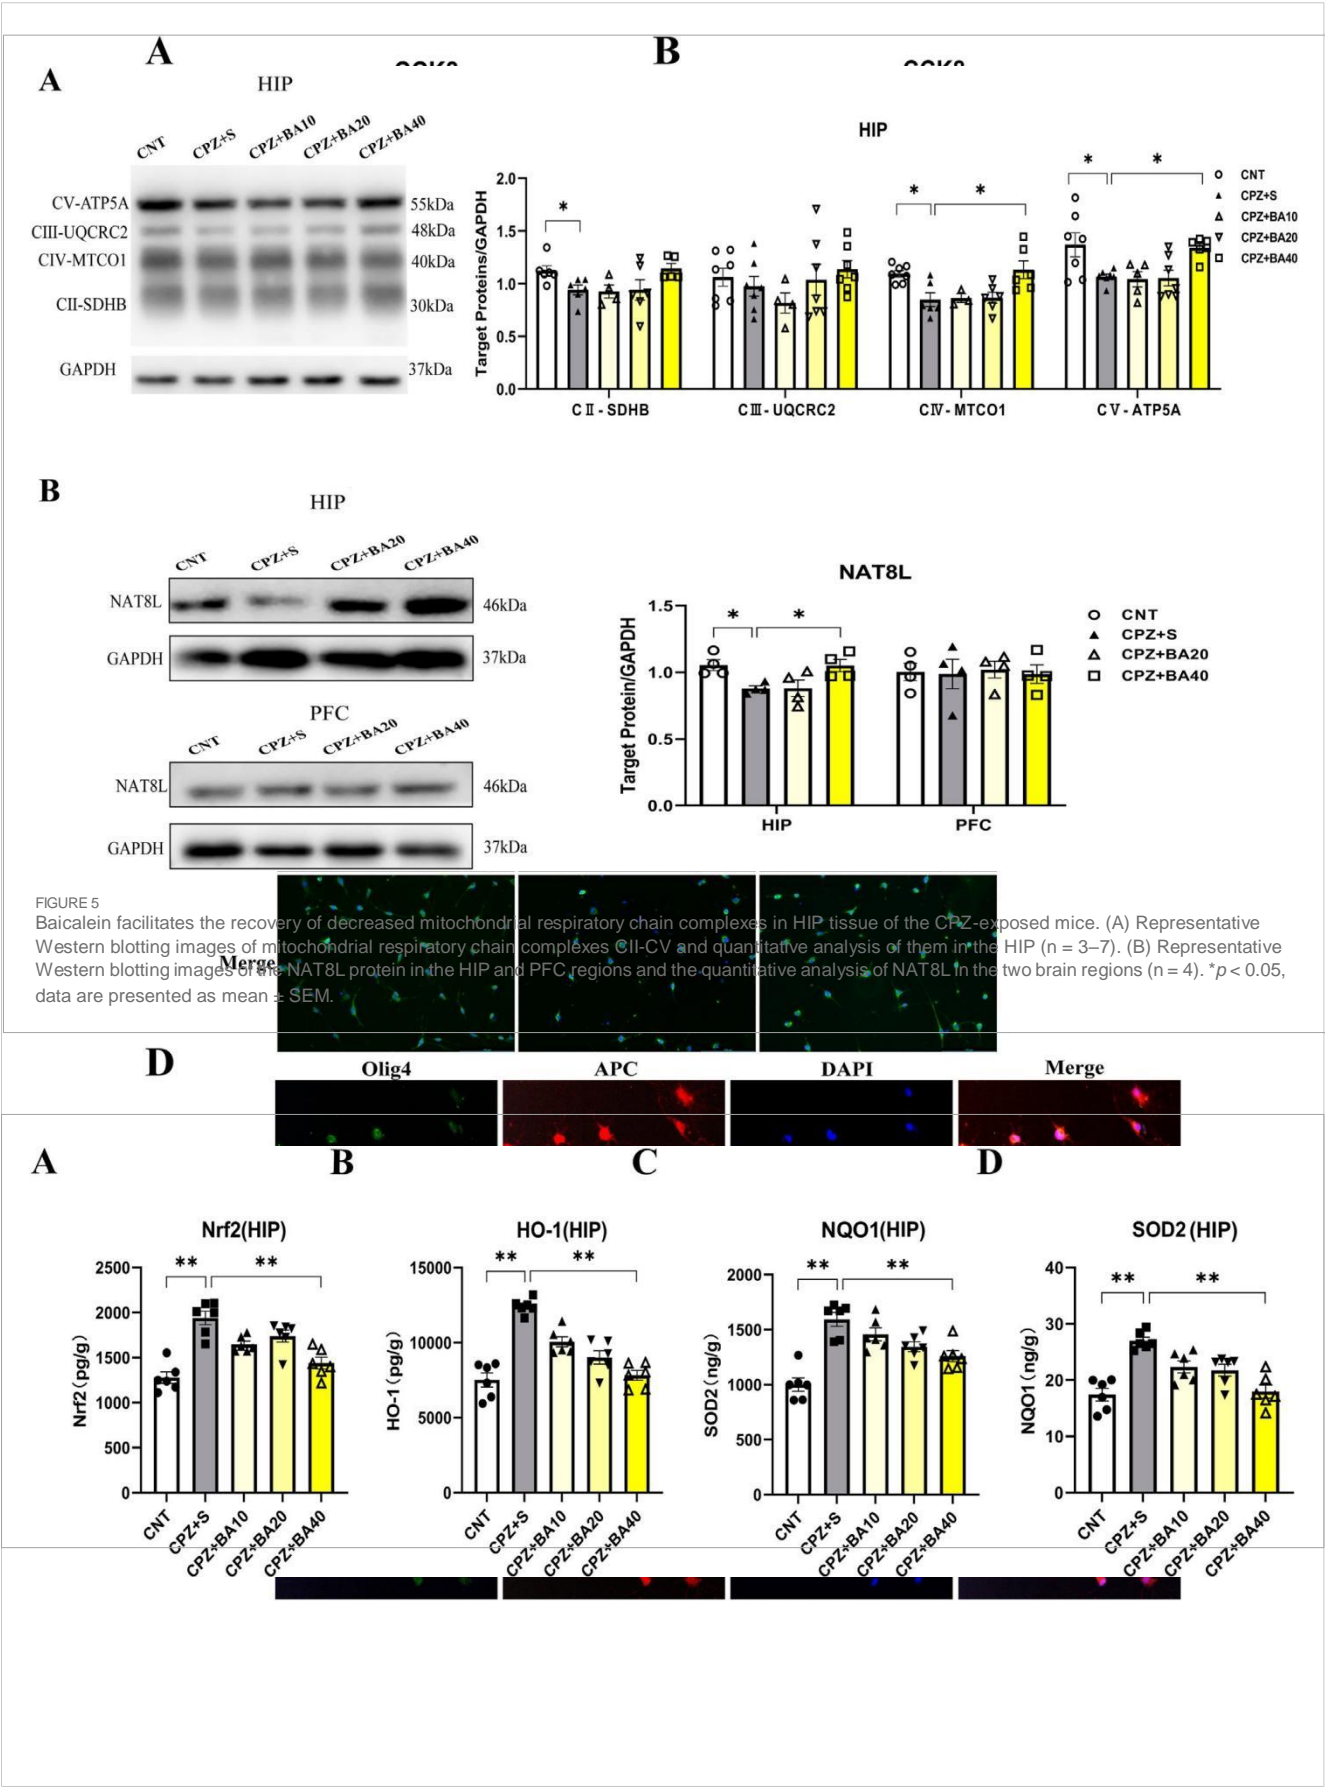 A
B
A
HIP
CNT
CPZ+S
CPZ+BA10
CPZ+BA20
CPZ+BA40
CV-ATP5A
55kDa
CIII-UQCRC2
48kDa
CIV-MTCO1
40kDa
CII-SDHB
30kDa
GAPDH
37kDa
HIP
Target Proteins/GAPDH
2.0
1.5
1.0
0.5
0.0
*
*
*
*
*
CⅡ-SDHB
CⅢ-UQCRC2
CⅣ-MTCO1
CⅤ-ATP5A
CNT
CPZ+S
CPZ+BA10
CPZ+BA20
CPZ+BA40
B
HIP
CNT
CPZ+S
CPZ+BA20
CPZ+BA40
NAT8L
46kDa
GAPDH
37kDa
PFC
CNT
CPZ+S
CPZ+BA20
CPZ+BA40
NAT8L
46kDa
GAPDH
37kDa
NAT8L
Target Protein/GAPDH
1.5
1.0
0.5
0.0
*
*
HIP
PFC
CNT
CPZ+S
CPZ+BA20
CPZ+BA40
FIGURE 5
Baicalein facilitates the recovery of decreased mitochondrial respiratory chain complexes in HIP tissue of the CPZ-exposed mice. (A) Representative
Western blotting images of mitochondrial respiratory chain complexes CII-CV and quantitative analysis of them in the HIP (n = 3–7). (B) Representative
Western blotting images of the NAT8L protein in the HIP and PFC regions and the quantitative analysis of NAT8L in the two brain regions (n = 4). *p < 0.05,
data are presented as mean ± SEM.
Merge
D
Olig4
APC
DAPI
Merge
A
B
C
D
Nrf2(HIP)
Nrf2 (pg/g)
2500
2000
1500
1000
500
0
**
**
CNT
CPZ+S
CPZ+BA10
CPZ+BA20
CPZ+BA40
HO-1(HIP)
HO-1 (pg/g)
15000
10000
5000
0
**
**
CNT
CPZ+S
CPZ+BA10
CPZ+BA20
CPZ+BA40
NQO1(HIP)
SOD2 (ng/g)
2000
1500
1000
500
0
**
**
CNT
CPZ+S
CPZ+BA10
CPZ+BA20
CPZ+BA40
SOD2 (HIP)
NQO1 (ng/g)
40
30
20
10
0
**
**
CNT
CPZ+S
CPZ+BA10
CPZ+BA20
CPZ+BA40